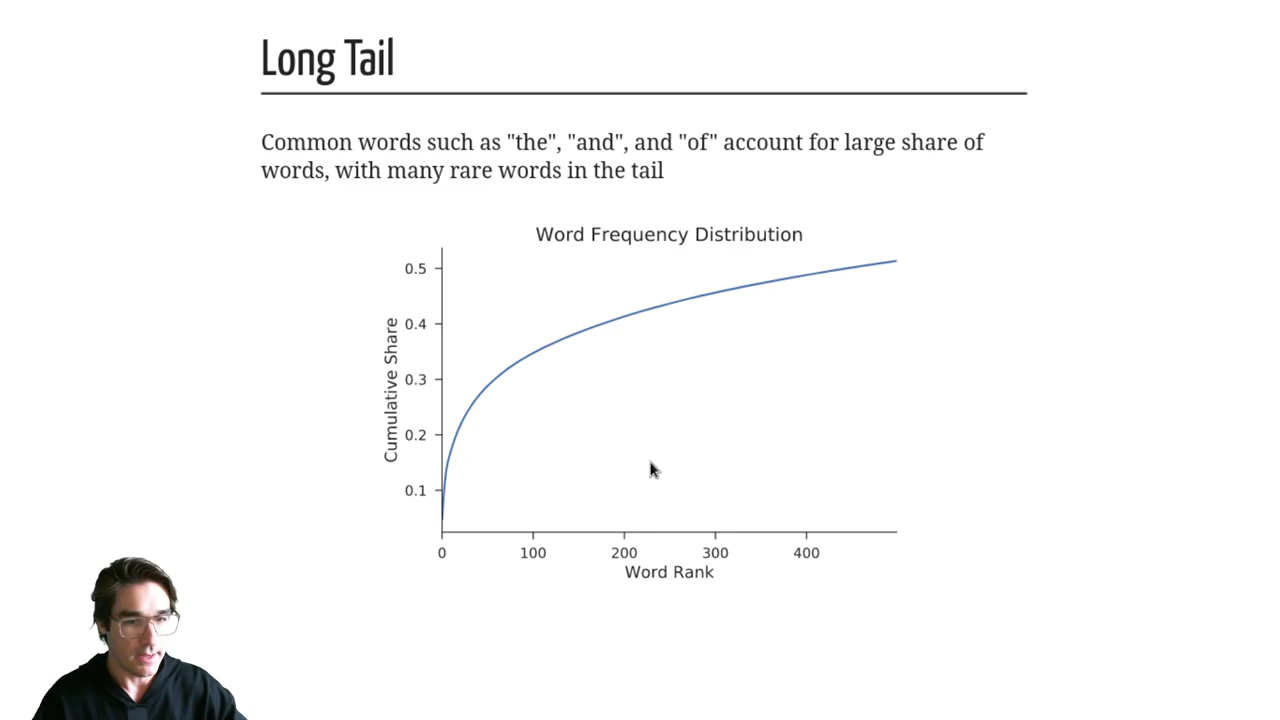 Long Tail
Common words such as "the", "and", and "of" account for large share of
words, with many rare words in the tail
Word Frequency Distribution
Cumulative Share
0.5
0.4
0.3
0.2
0.1
0 100 200 300 400
Word Rank